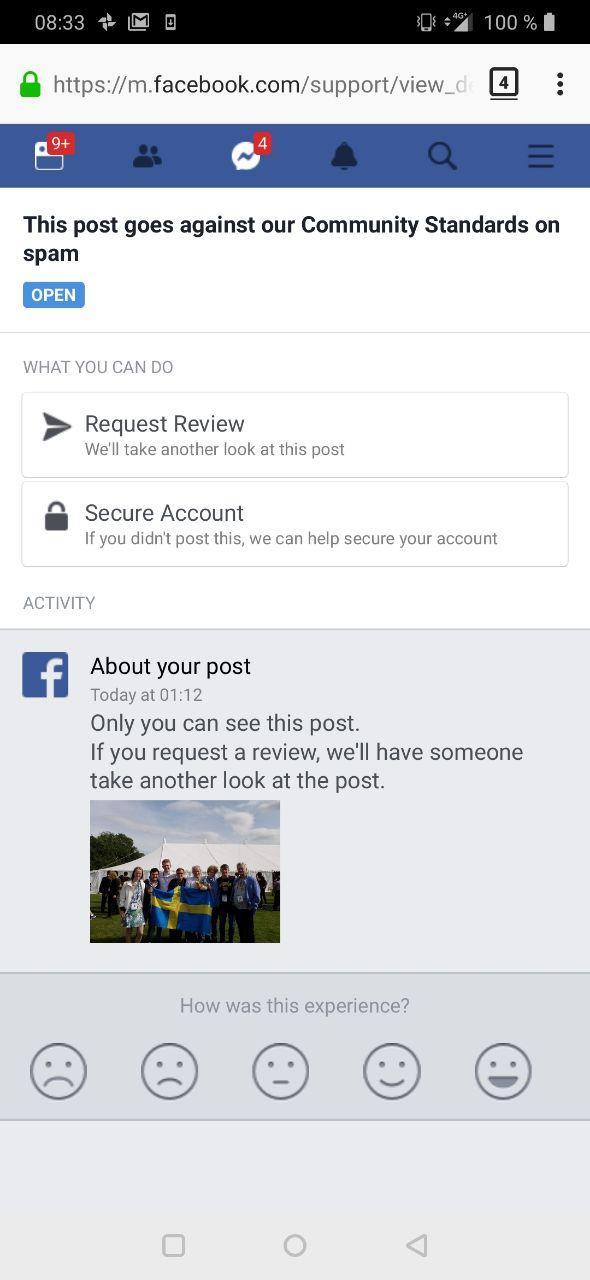 08:33
4G+
100 %
https://m.facebook.com/support/view_de
4
9+
4
This post goes against our Community Standards on
spam
OPEN
WHAT YOU CAN DO
Request Review
We'll take another look at this post
Secure Account
If you didn't post this, we can help secure your account
ACTIVITY
f
About your post
Today at 01:12
Only you can see this post.
If you request a review, we'll have someone
take another look at the post.
How was this experience?